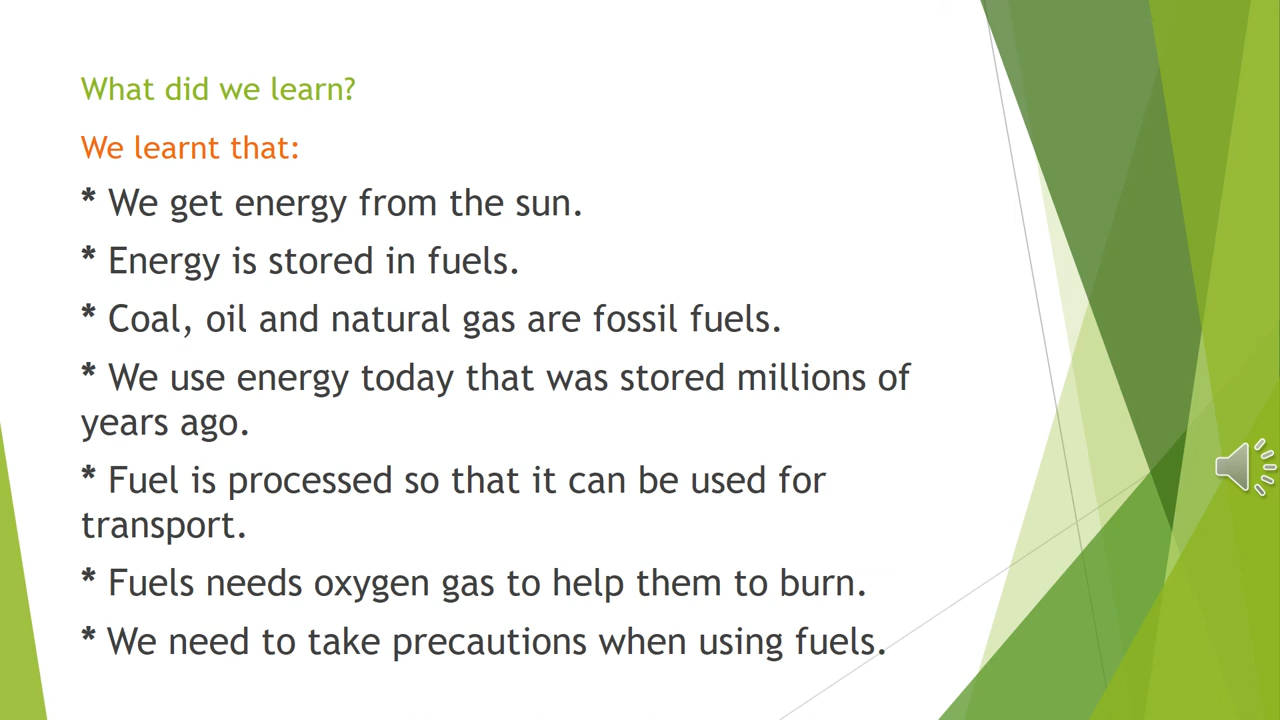 What did we learn?
We learnt that:
* We get energy from the sun.
* Energy is stored in fuels.
* Coal, oil and natural gas are fossil fuels.
* We use energy today that was stored millions of
years ago.
* Fuel is processed so that it can be used for
transport.
* Fuels needs oxygen gas to help them to burn.
* We need to take precautions when using fuels.